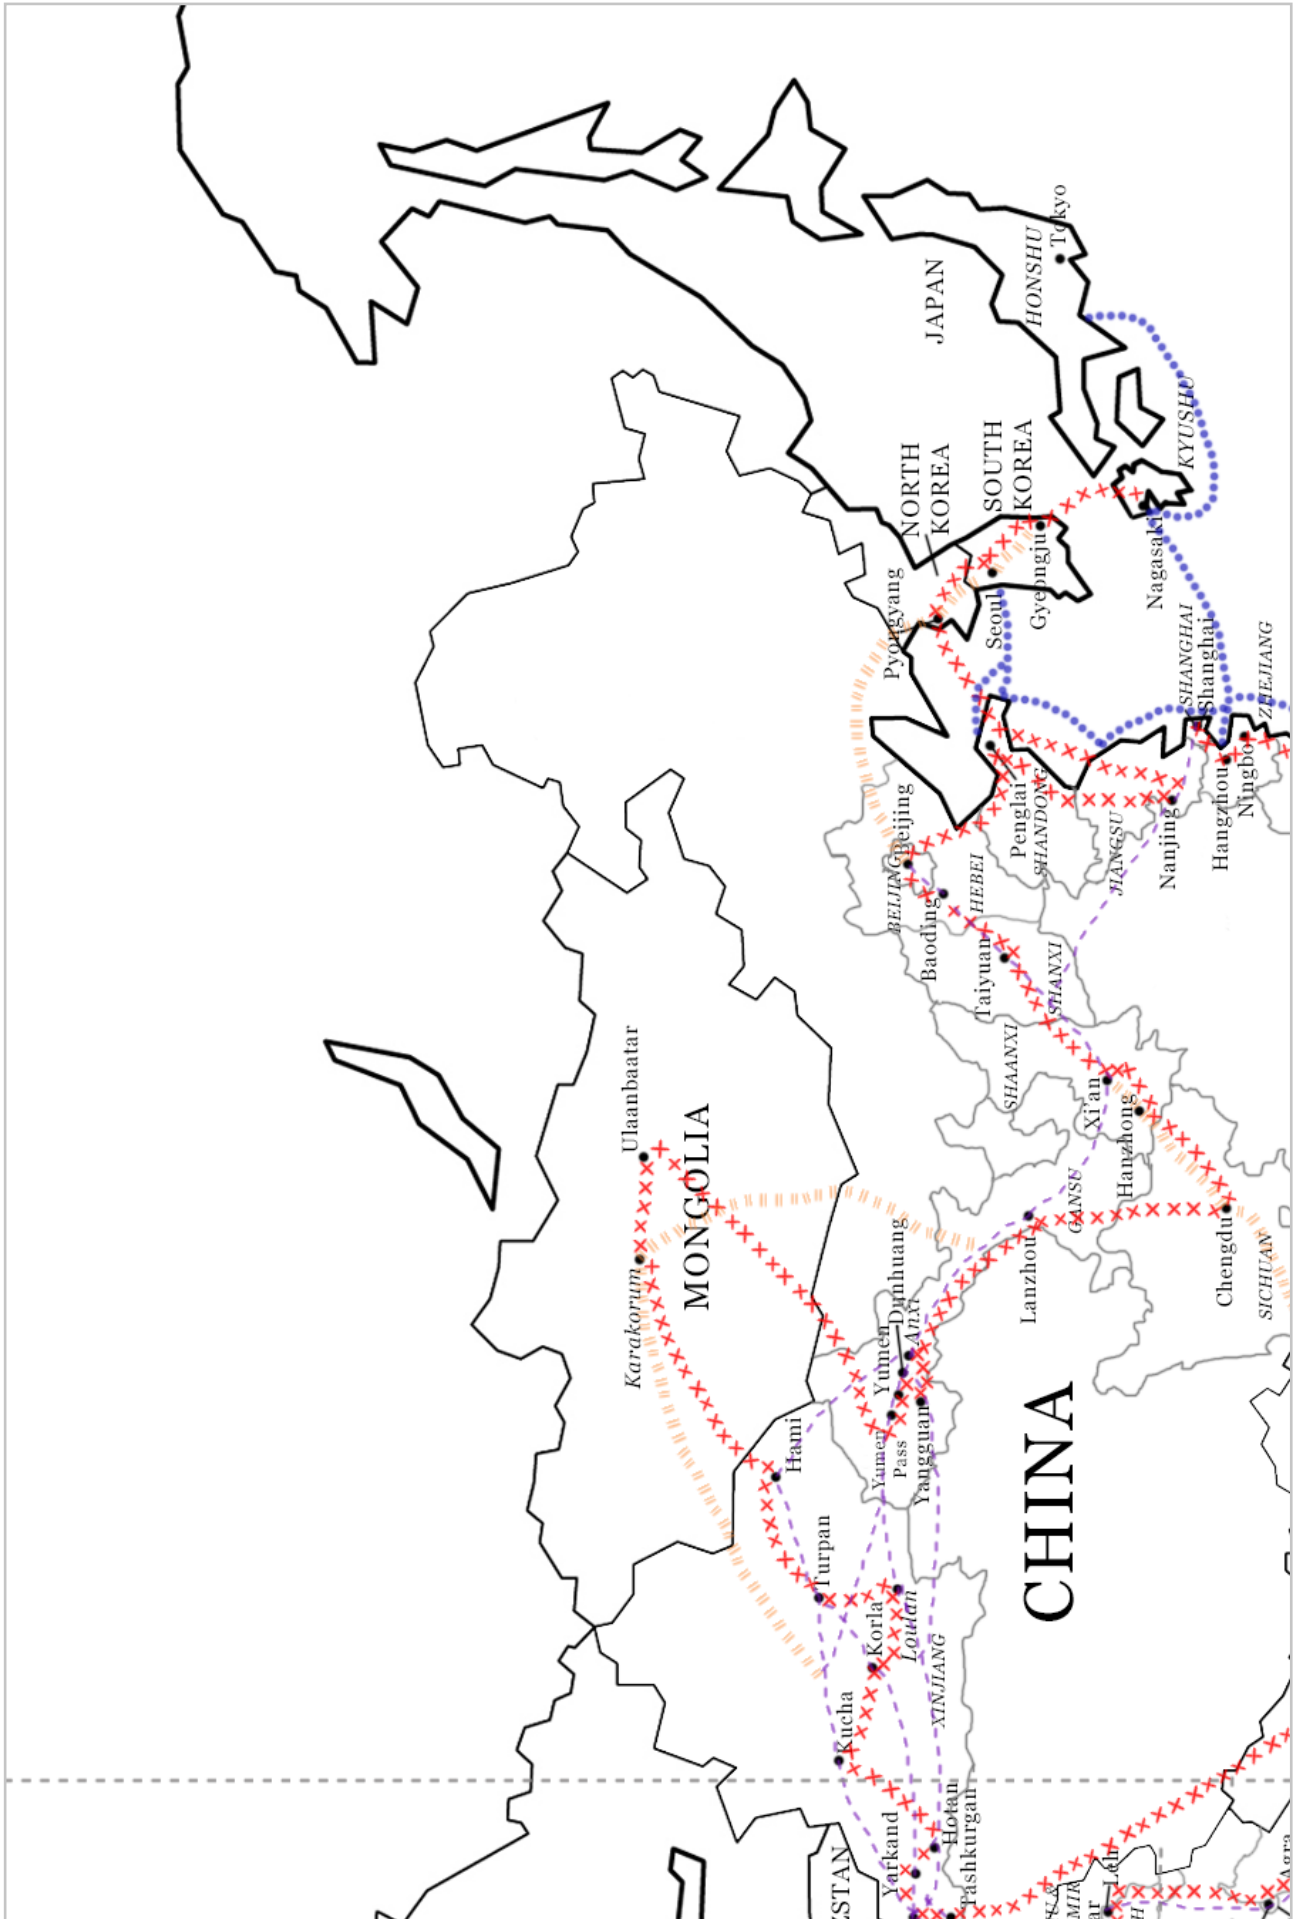 Tokyo
HONSHU
JAPAN
KYUSHU
NORTH
KOREA
SOUTH
KOREA
Pyongyang
Seoul
Gyeongju
Nagasaki
SHANGHAI
Shanghai
ZHEJIANG
Ningbo
Hangzhou
Penglai
SHANDONG
JIANGSU
Nanjing
Beijing
BEIJING
HEBEI
Baoding
Taiyuan
SHANXI
SHAANXI
Xi'an
Hanzhong
Ulaanbaatar
MONGOLIA
Karakorum
GANSU
Lanzhou
Chengdu
SICHUAN
Dunhuang
Anxi
Yumen
Yumen
Pass
Yangguan
Hami
CHINA
Turpan
Korla
Loulan
XINJIANG
Kucha
Hotan
Tashkurgan
Yarkand
ZSTAN
Leh
Agra